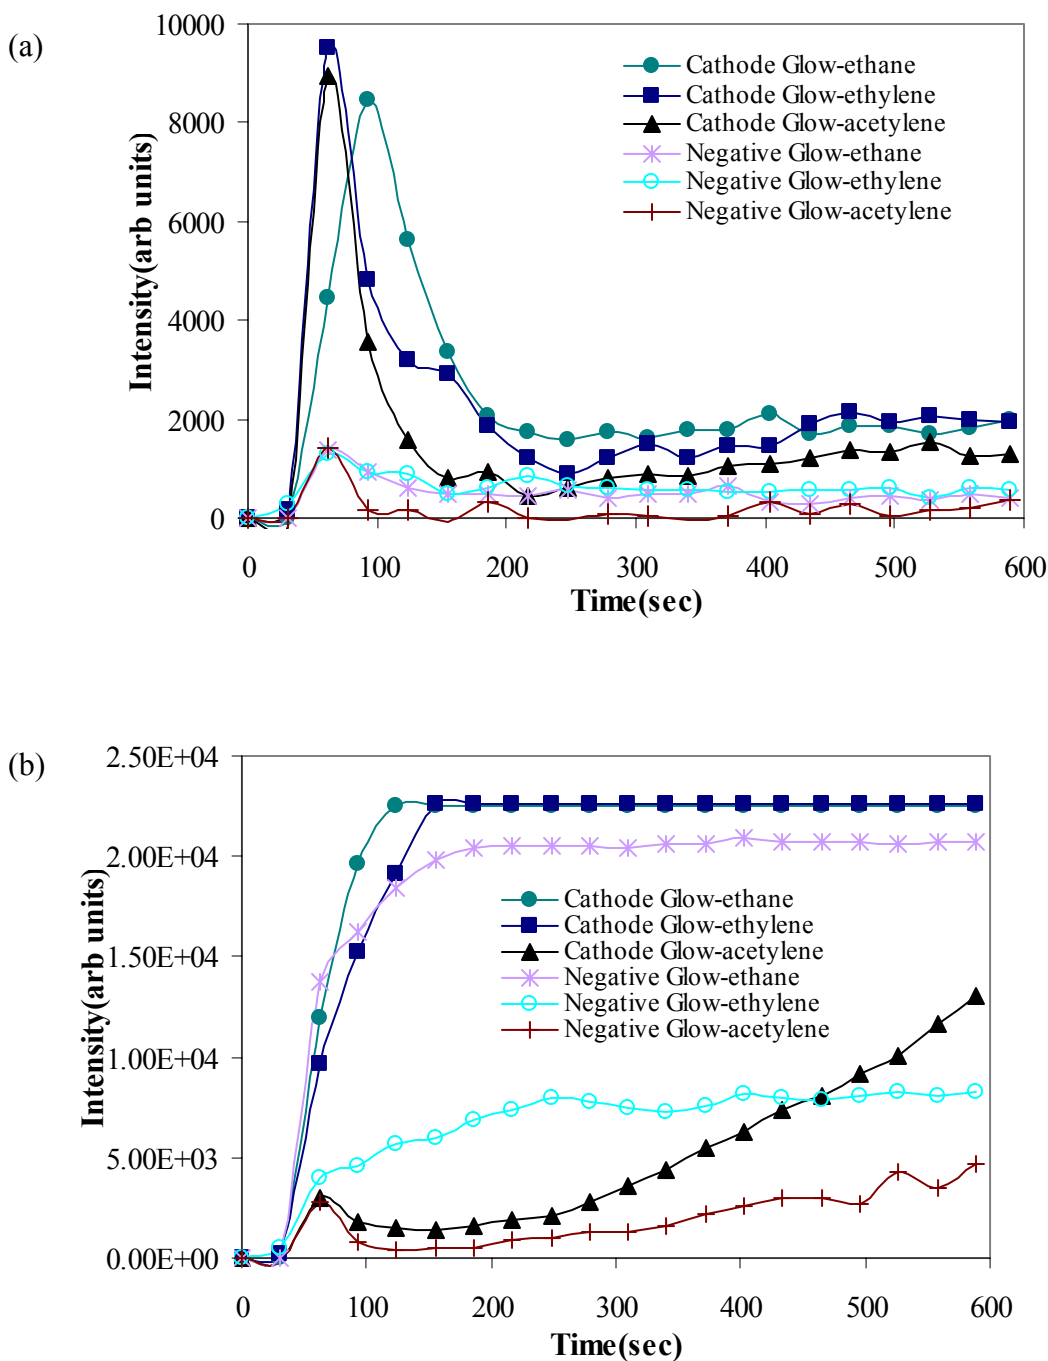 (a)
10000
8000
6000
4000
2000
0
Intensity(arb units)
Cathode Glow-ethane
Cathode Glow-ethylene
Cathode Glow-acetylene
Negative Glow-ethane
Negative Glow-ethylene
Negative Glow-acetylene
0 100 200 300 400 500 600
Time(sec)
(b)
2.50E+04
2.00E+04
1.50E+04
1.00E+04
5.00E+03
0.00E+00
Intensity(arb units)
Cathode Glow-ethane
Cathode Glow-ethylene
Cathode Glow-acetylene
Negative Glow-ethane
Negative Glow-ethylene
Negative Glow-acetylene
0 100 200 300 400 500 600
Time(sec)